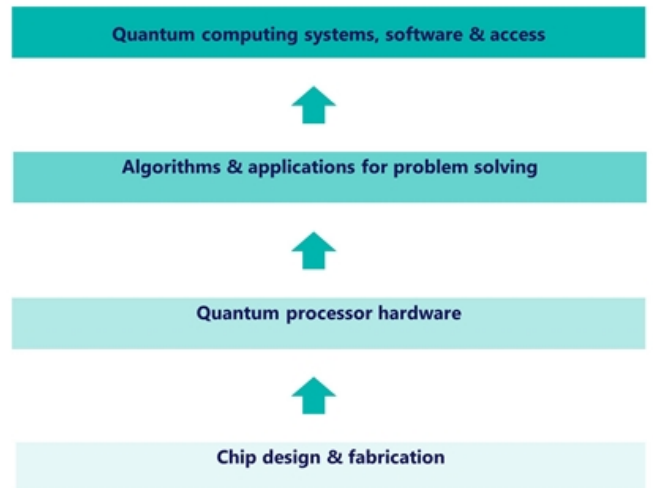 Quantum computing systems, software & access
Algorithms & applications for problem solving
Quantum processor hardware
Chip design & fabrication